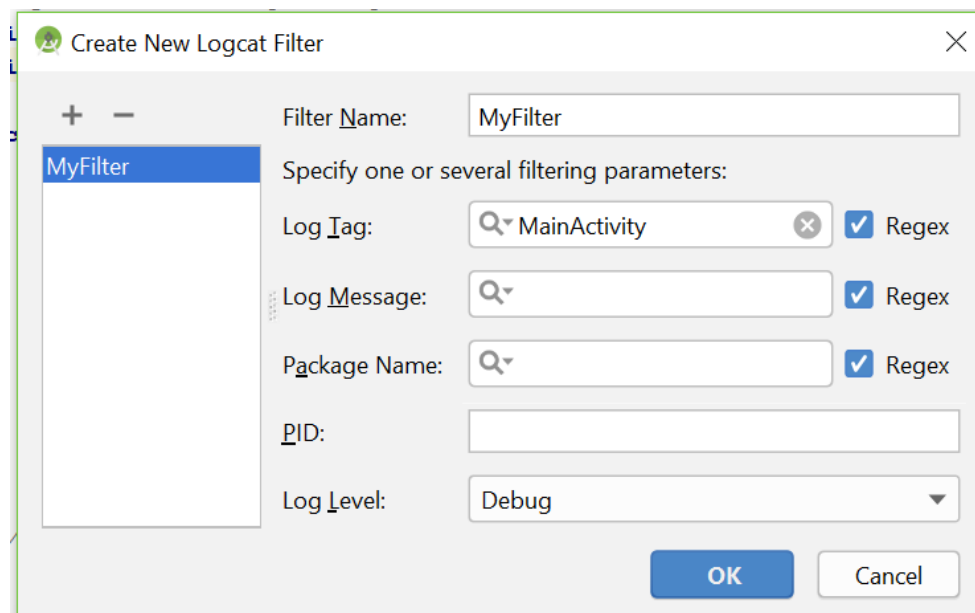 Create New Logcat Filter
Filter Name: MyFilter
MyFilter
Specify one or several filtering parameters:
Log Tag: MainActivity Regex
Log Message: Regex
Package Name: Regex
PID:
Log Level: Debug
OK Cancel